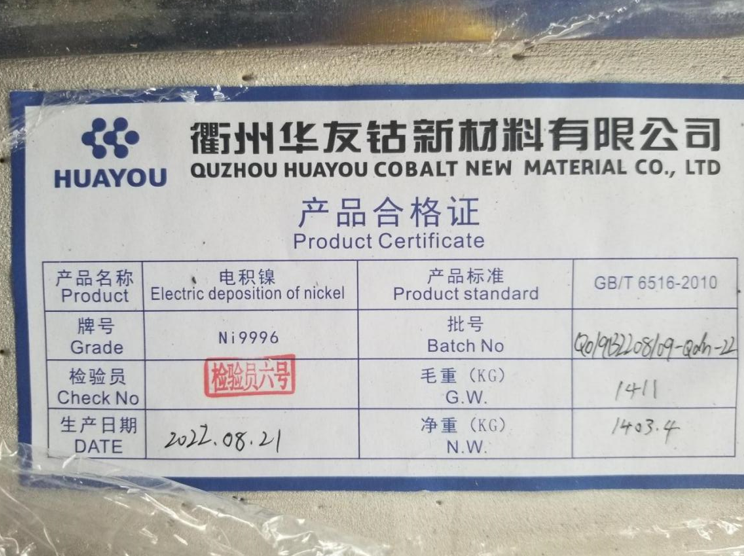 HUAYOU
衢州华友钴新材料有限公司
QUZHOU HUAYOU COBALT NEW MATERIAL CO., LTD
产品合格证
Product Certificate
产品名称 电积镍 产品标准 GB/T 6516-2010
Product Electric deposition of nickel Product standard
牌号 Ni9996 批号
Grade Batch No
检验员 检验员六号 毛重(KG) 1411
Check No G.W.
生产日期 2022.08.21 净重(KG) 1403.4
DATE N.W.